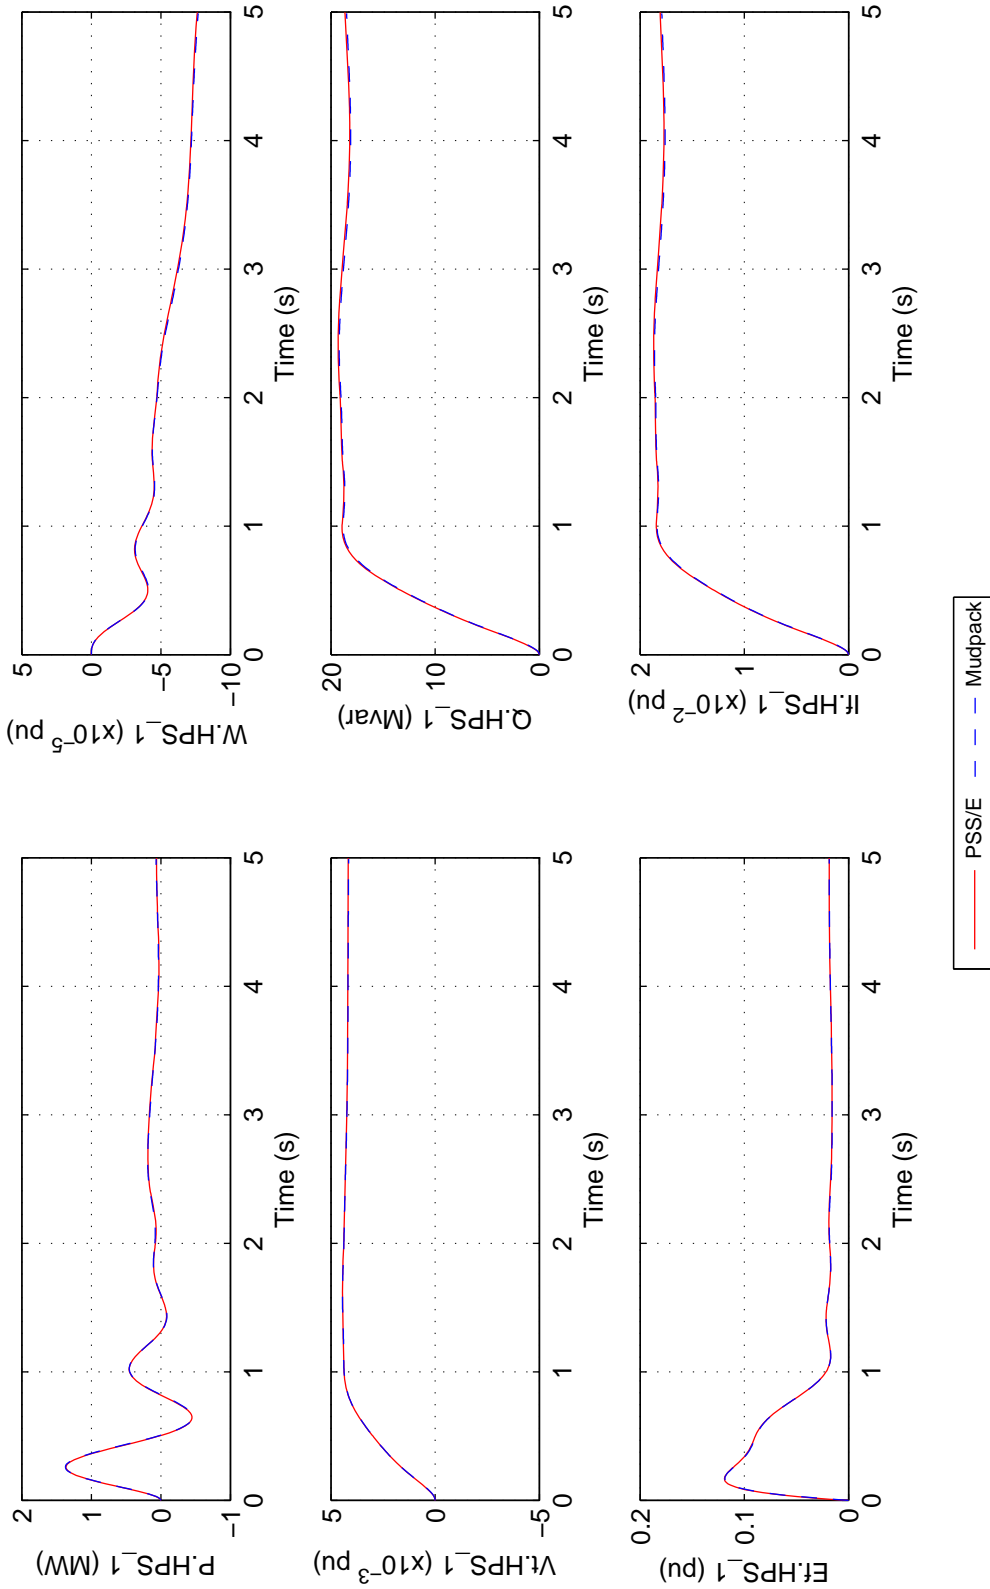 P.HPS_1 (MW)
2
1
0
−1
0 1 2 3 4 5
Time (s)
W.HPS_1 (x10−5 pu)
5
0
−5
−10
0 1 2 3 4 5
Time (s)
Vt.HPS_1 (x10−3 pu)
5
0
−5
0 1 2 3 4 5
Time (s)
Q.HPS_1 (Mvar)
20
10
0
0 1 2 3 4 5
Time (s)
Ef.HPS_1 (pu)
0.2
0.1
0
0 1 2 3 4 5
Time (s)
If.HPS_1 (x10−2 pu)
2
1
0
0 1 2 3 4 5
Time (s)
PSS/E Mudpack